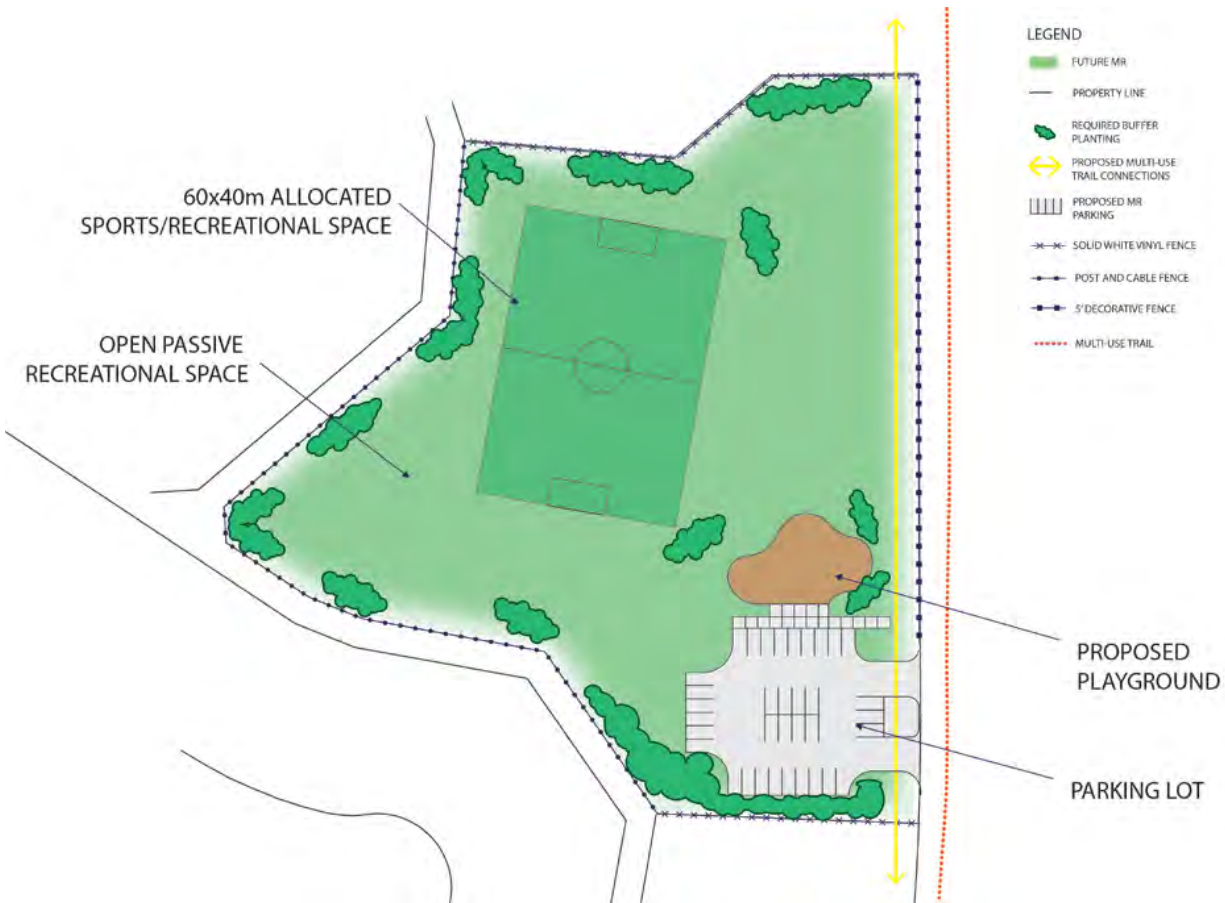 LEGEND
FUTURE MR
PROPERTY LINE
REQUIRED BUFFER
PLANTING
PROPOSED MULTI-USE
TRAIL CONNECTIONS
PROPOSED MR
PARKING
SOLID WHITE VINYL FENCE
POST AND CABLE FENCE
5' DECORATIVE FENCE
MULTI-USE TRAIL
60x40m ALLOCATED
SPORTS/RECREATIONAL SPACE
OPEN PASSIVE
RECREATIONAL SPACE
PROPOSED
PLAYGROUND
PARKING LOT